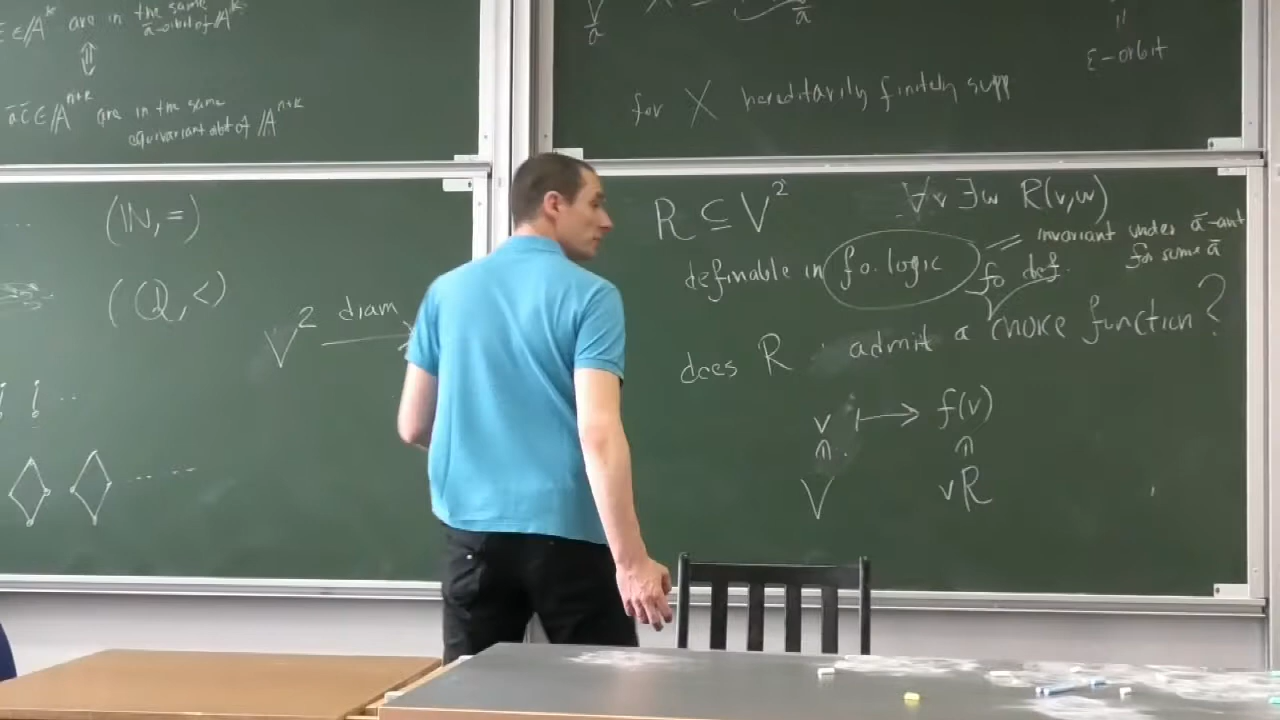 ∈ 𝔸^k are in the same
ā-orbit of 𝔸^k
⇕
ā c̄ ∈ 𝔸^{n+k} are in the same
equivariant orbit of 𝔸^{n+k}
V
ā
X
ā
=
ε-orbit
for X hereditarily finitely supp
... (ℕ, =)
(ℚ, <)
V² diam →
! ! ..
.....
R ⊆ V² ∀v ∃w R(v,w)
definable in f.o. logic = invariant under ā-aut
for some ā
fo def.
does R admit a choice function?
v ↦ f(v)
∈ ∈
V vR